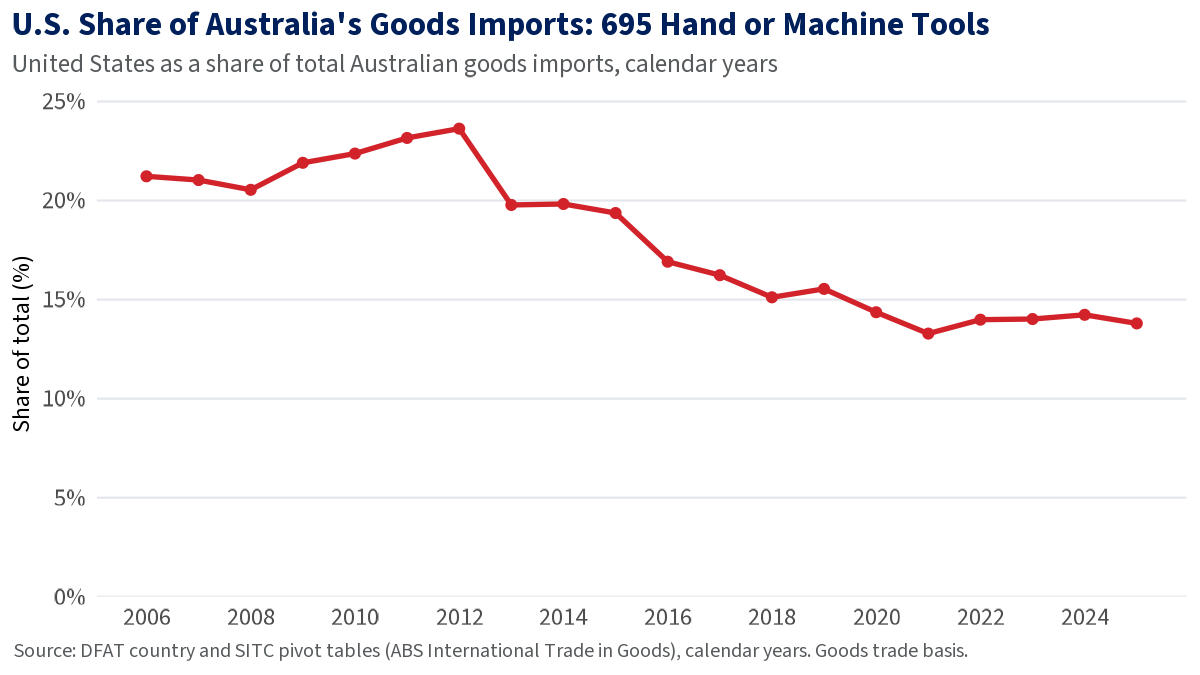 U.S. Share of Australia's Goods Imports: 695 Hand or Machine Tools
United States as a share of total Australian goods imports, calendar years
Share of total (%)
25%
20%
15%
10%
5%
0%
2006 2008 2010 2012 2014 2016 2018 2020 2022 2024
Source: DFAT country and SITC pivot tables (ABS International Trade in Goods), calendar years. Goods trade basis.